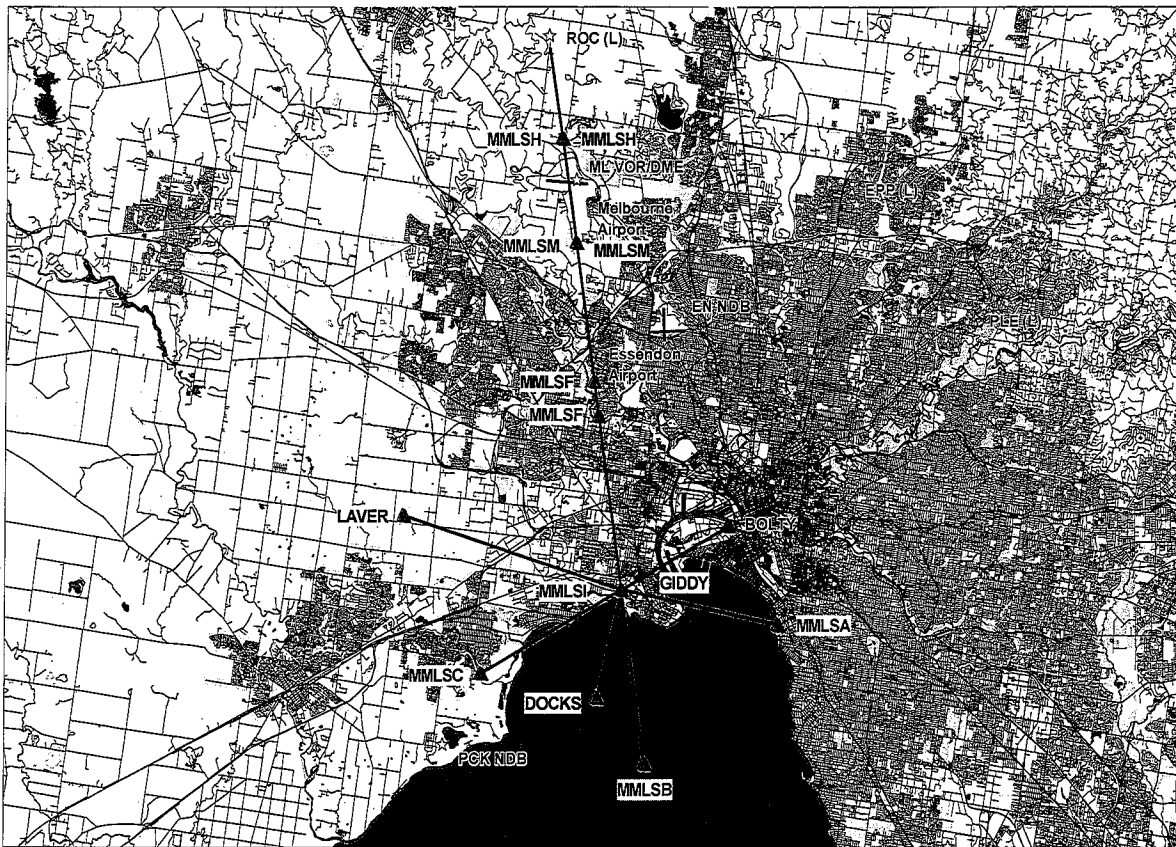 ROC (L)
MMLSH
MMLSH
ML VOR/DME
EPP (L)
Melbourne
Airport
MMLSM
MMLSM
EN NDB
PLE (L)
Essendon
Airport
MMLSF
MMLSF
LAVER
BOLTY
MMLSI
GIDDY
MMLSA
MMLSC
DOCKS
PCK NDB
MMLSB